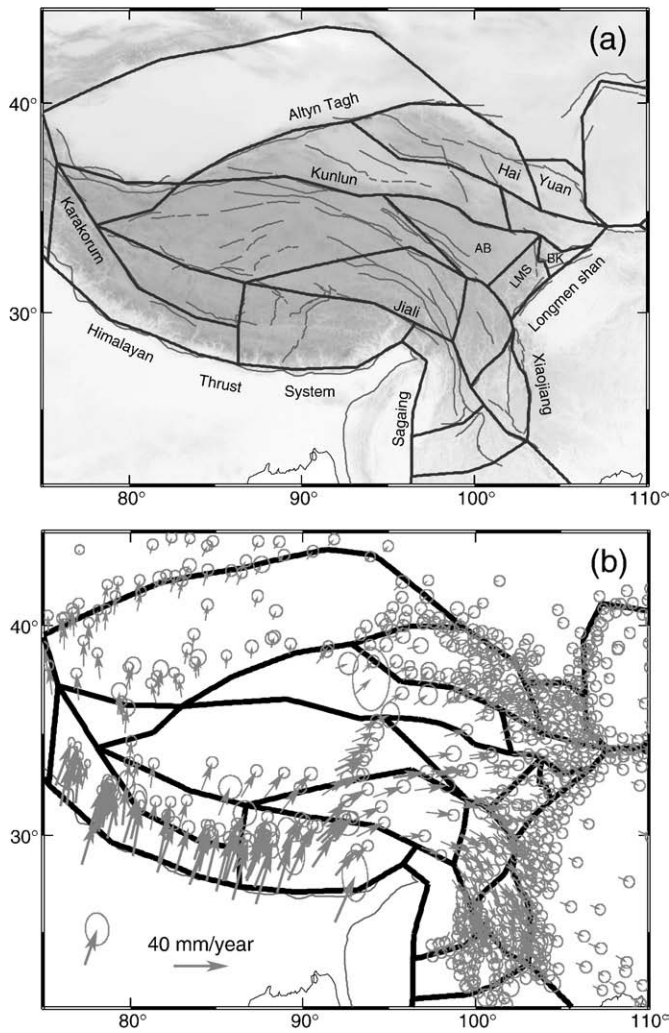 (a)
40°
Altyn Tagh
Kunlun
Hai
Yuan
Karakorum
AB
BK
LMS
Longmen shan
30°
Jiali
Himalayan
Thrust
System
Sagaing
Xiaojiang
80°
90°
100°
110°
(b)
40°
30°
40 mm/year
80°
90°
100°
110°